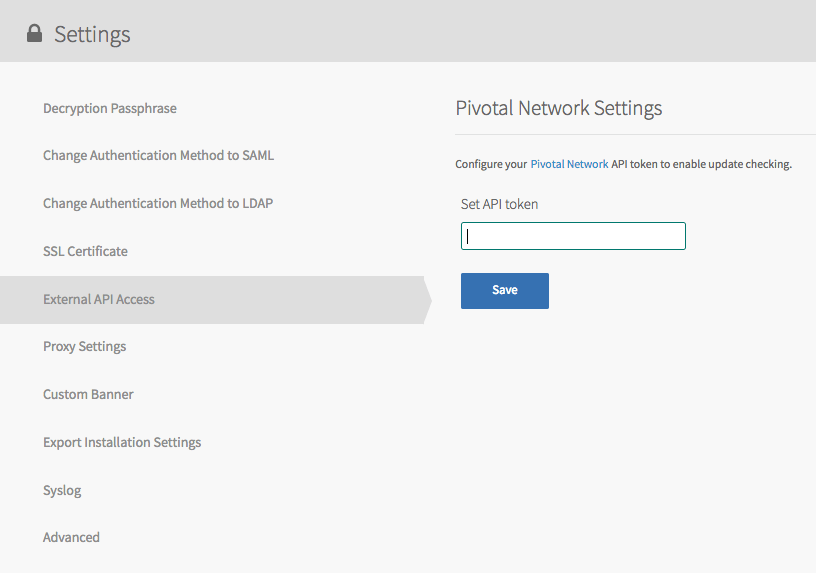 Settings
Decryption Passphrase
Change Authentication Method to SAML
Change Authentication Method to LDAP
SSL Certificate
External API Access
Proxy Settings
Custom Banner
Export Installation Settings
Syslog
Advanced
Pivotal Network Settings
Configure your Pivotal Network API token to enable update checking.
Set API token
Save